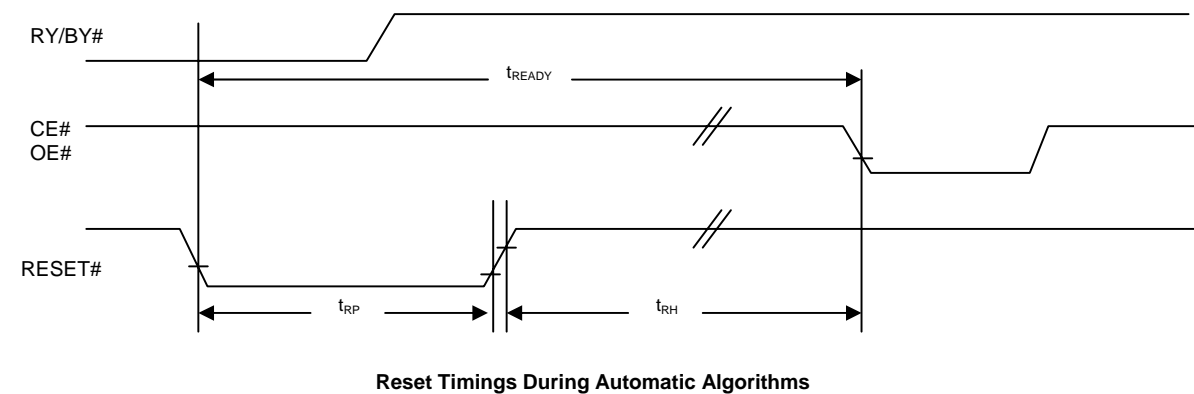 RY/BY#
tREADY
CE#
OE#
RESET#
tRP
tRH
Reset Timings During Automatic Algorithms